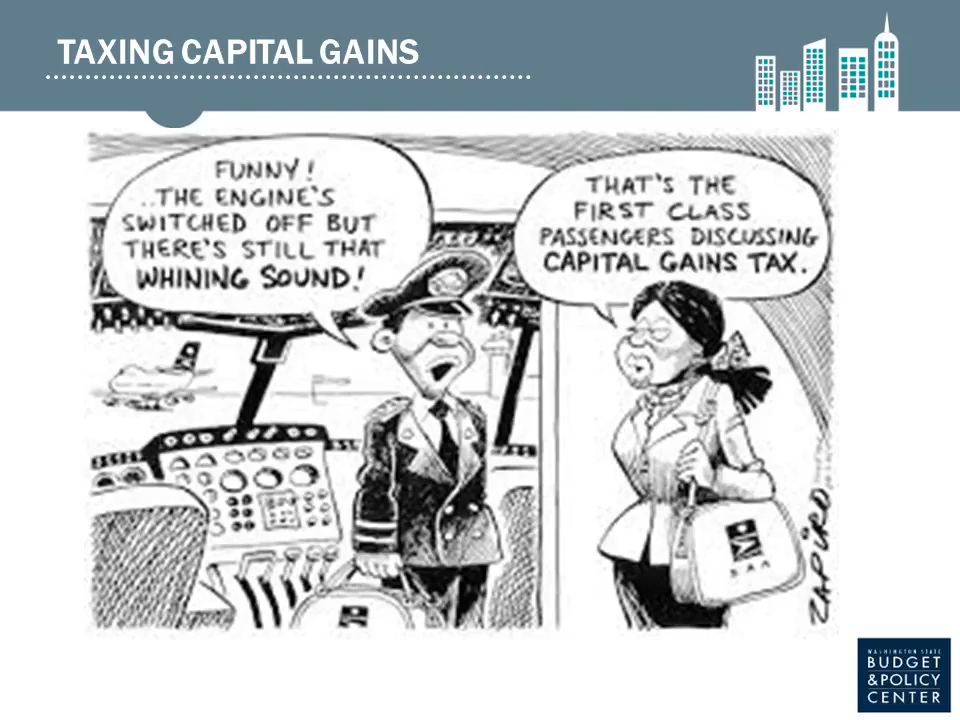 TAXING CAPITAL GAINS
FUNNY!
..THE ENGINE'S
SWITCHED OFF BUT
THERE'S STILL THAT
WHINING SOUND!
THAT'S THE
FIRST CLASS
PASSENGERS DISCUSSING
CAPITAL GAINS TAX.
ZAPIRO
WASHINGTON STATE
BUDGET
&POLICY
CENTER